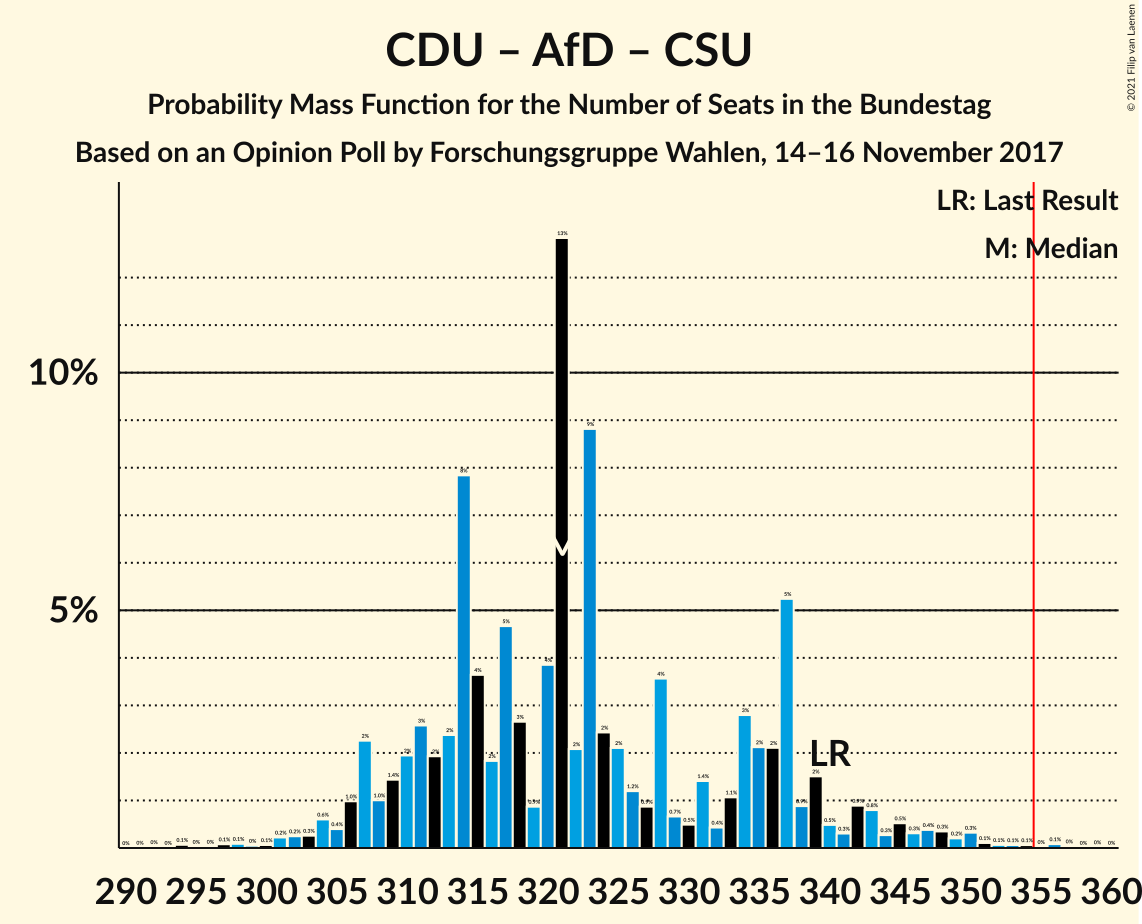 CDU – AfD – CSU
Probability Mass Function for the Number of Seats in the Bundestag
Based on an Opinion Poll by Forschungsgruppe Wahlen, 14–16 November 2017
© 2021 Filip van Laenen
LR: Last Result
M: Median
10%
5%
0% 0% 0% 0% 0.1% 0% 0% 0.1% 0.1% 0% 0.1% 0.2% 0.2% 0.3% 0.6% 0.4% 1.0% 2% 1.0% 1.4% 2% 3% 2% 2% 8% 4% 2% 5% 3% 0.9% 4% 13% 2% 9% 2% 2% 1.2% 0.9% 4% 0.7% 0.5% 1.4% 0.4% 1.1% 3% 2% 2% 5% 0.9% 2% 0.5% 0.3% 0.9% 0.8% 0.3% 0.5% 0.3% 0.4% 0.3% 0.2% 0.3% 0.1% 0.1% 0.1% 0.1% 0% 0.1% 0% 0% 0% 0%
M
LR
290 295 300 305 310 315 320 325 330 335 340 345 350 355 360